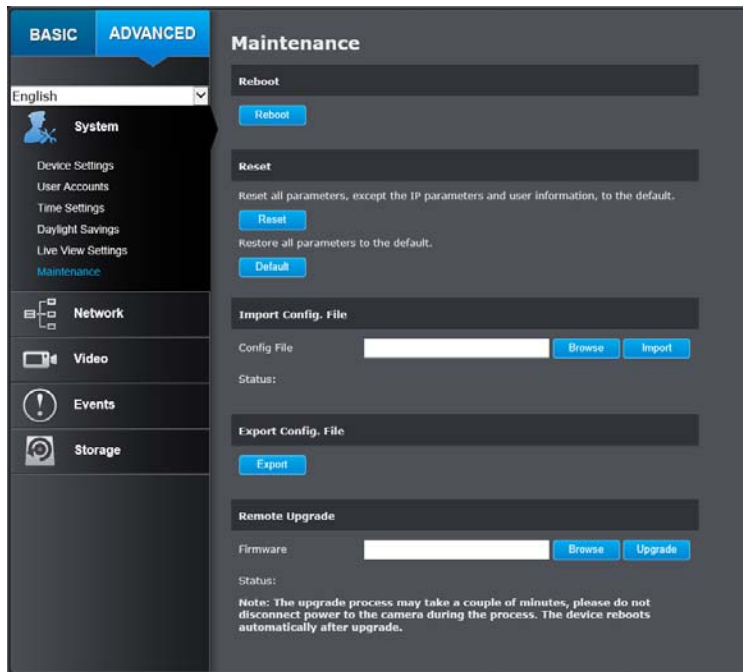 BASIC
ADVANCED
English
System
Device Settings
User Accounts
Time Settings
Daylight Savings
Live View Settings
Maintenance
Network
Video
Events
Storage
Maintenance
Reboot
Reboot
Reset
Reset all parameters, except the IP parameters and user information, to the default.
Reset
Restore all parameters to the default.
Default
Import Config. File
Config File
Browse
Import
Status:
Export Config. File
Export
Remote Upgrade
Firmware
Browse
Upgrade
Status:
Note: The upgrade process may take a couple of minutes, please do not
disconnect power to the camera during the process. The device reboots
automatically after upgrade.